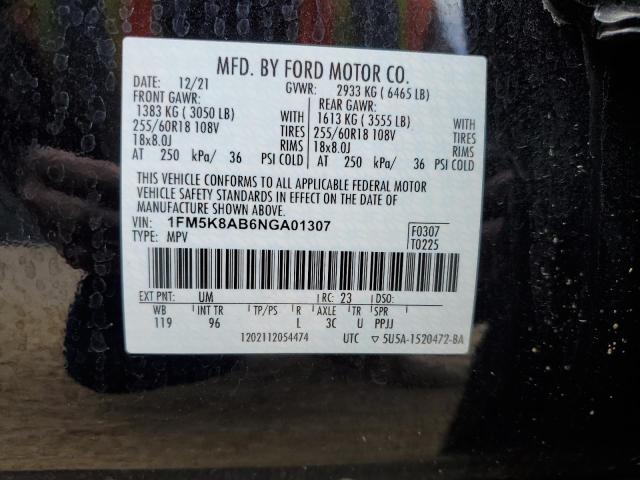 MFD. BY FORD MOTOR CO.
DATE: 12/21 GVWR: 2933 KG ( 6465 LB)
FRONT GAWR: REAR GAWR:
1383 KG ( 3050 LB) WITH 1613 KG ( 3555 LB) WITH
255/60R18 108V TIRES 255/60R18 108V TIRES
18x8.0J RIMS 18x8.0J RIMS
AT 250 kPa/ 36 PSI COLD AT 250 kPa/ 36 PSI COLD
THIS VEHICLE CONFORMS TO ALL APPLICABLE FEDERAL MOTOR
VEHICLE SAFETY STANDARDS IN EFFECT ON THE DATE OF
MANUFACTURE SHOWN ABOVE.
VIN: 1FM5K8AB6NGA01307 F0307
TYPE: MPV T0225
EXT PNT: UM RC: 23 DSO:
WB INT TR TP/PS R AXLE TR SPR
119 96 L 3C U PPJJ
1202112054474 UTC ▽ 5U5A-1520472-BA